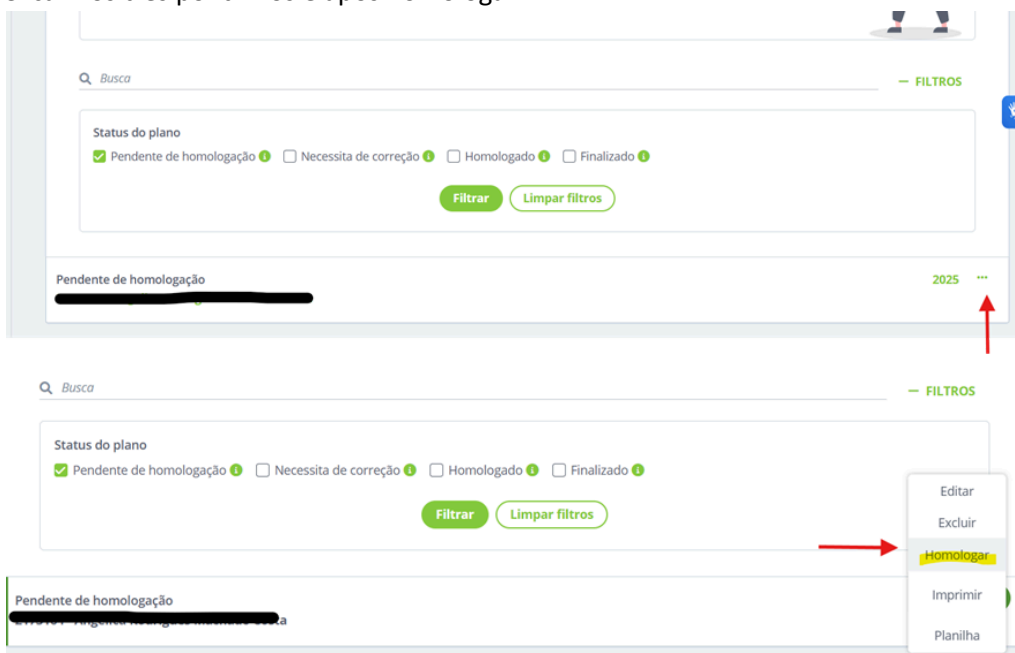 Busca
FILTROS
Status do plano
Pendente de homologação Necessita de correção Homologado Finalizado
Filtrar Limpar filtros
Pendente de homologação
2025 ...
Busca
FILTROS
Status do plano
Pendente de homologação Necessita de correção Homologado Finalizado
Filtrar Limpar filtros
Editar
Excluir
Homologar
Imprimir
Planilha
Pendente de homologação